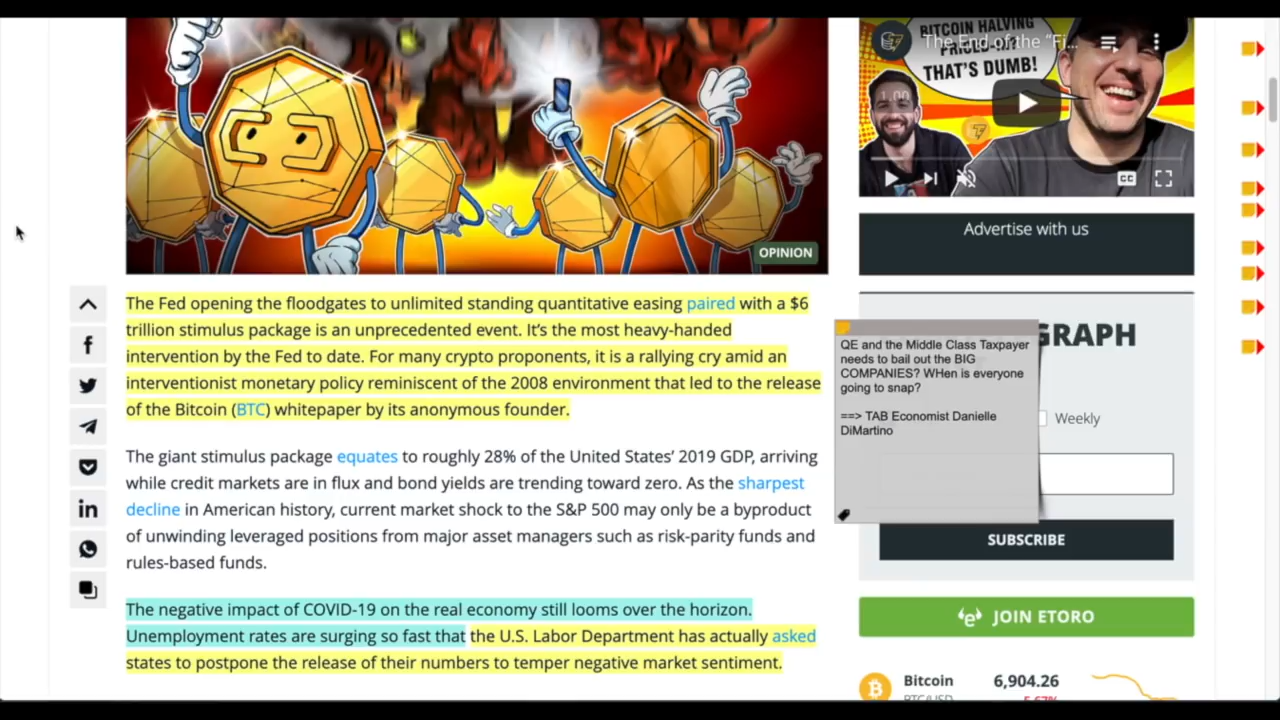 BITCOIN HALVING
PRICED-
THAT'S DUMB!
The End of the “Fi...
1.00
CC
Advertise with us
OPINION
The Fed opening the floodgates to unlimited standing quantitative easing paired with a $6
trillion stimulus package is an unprecedented event. It’s the most heavy-handed
intervention by the Fed to date. For many crypto proponents, it is a rallying cry amid an
interventionist monetary policy reminiscent of the 2008 environment that led to the release
of the Bitcoin (BTC) whitepaper by its anonymous founder.
QE and the Middle Class Taxpayer
needs to bail out the BIG
COMPANIES? WHen is everyone
going to snap?
==> TAB Economist Danielle
DiMartino
GRAPH
Weekly
SUBSCRIBE
The giant stimulus package equates to roughly 28% of the United States’ 2019 GDP, arriving
while credit markets are in flux and bond yields are trending toward zero. As the sharpest
decline in American history, current market shock to the S&P 500 may only be a byproduct
of unwinding leveraged positions from major asset managers such as risk-parity funds and
rules-based funds.
The negative impact of COVID-19 on the real economy still looms over the horizon.
Unemployment rates are surging so fast that the U.S. Labor Department has actually asked
states to postpone the release of their numbers to temper negative market sentiment.
JOIN ETORO
Bitcoin 6,904.26
BTC/USD